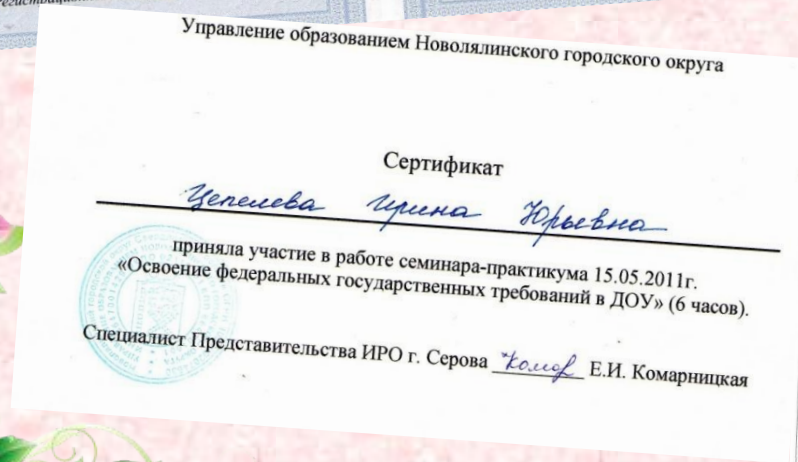 Управление образованием Новолялинского городского округа
Сертификат
Цепелева Ирина Юрьевна
приняла участие в работе семинара-практикума 15.05.2011г.
«Освоение федеральных государственных требований в ДОУ» (6 часов).
Специалист Представительства ИРО г. Серова Комар Е.И. Комарницкая